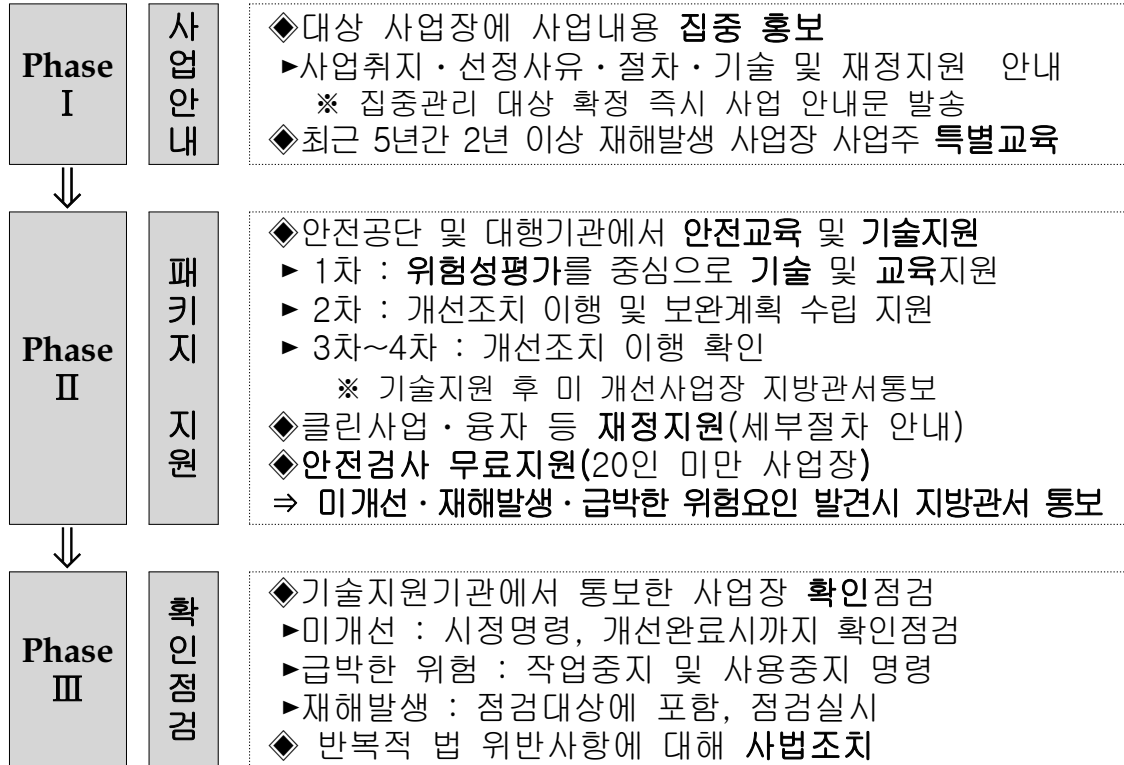 Phase
Ⅰ
사업안내
◈대상 사업장에 사업내용 집중 홍보
►사업취지·선정사유·절차·기술 및 재정지원 안내
※ 집중관리 대상 확정 즉시 사업 안내문 발송
◈최근 5년간 2년 이상 재해발생 사업장 사업주 특별교육
⇓
Phase
Ⅱ
패키지 지원
◈안전공단 및 대행기관에서 안전교육 및 기술지원
► 1차 : 위험성평가를 중심으로 기술 및 교육지원
► 2차 : 개선조치 이행 및 보완계획 수립 지원
► 3차~4차 : 개선조치 이행 확인
※ 기술지원 후 미 개선사업장 지방관서통보
◈클린사업·융자 등 재정지원(세부절차 안내)
◈안전검사 무료지원(20인 미만 사업장)
⇒ 미개선·재해발생·급박한 위험요인 발견시 지방관서 통보
⇓
Phase
Ⅲ
확인점검
◈기술지원기관에서 통보한 사업장 확인점검
►미개선 : 시정명령, 개선완료시까지 확인점검
►급박한 위험 : 작업중지 및 사용중지 명령
►재해발생 : 점검대상에 포함, 점검실시
◈ 반복적 법 위반사항에 대해 사법조치